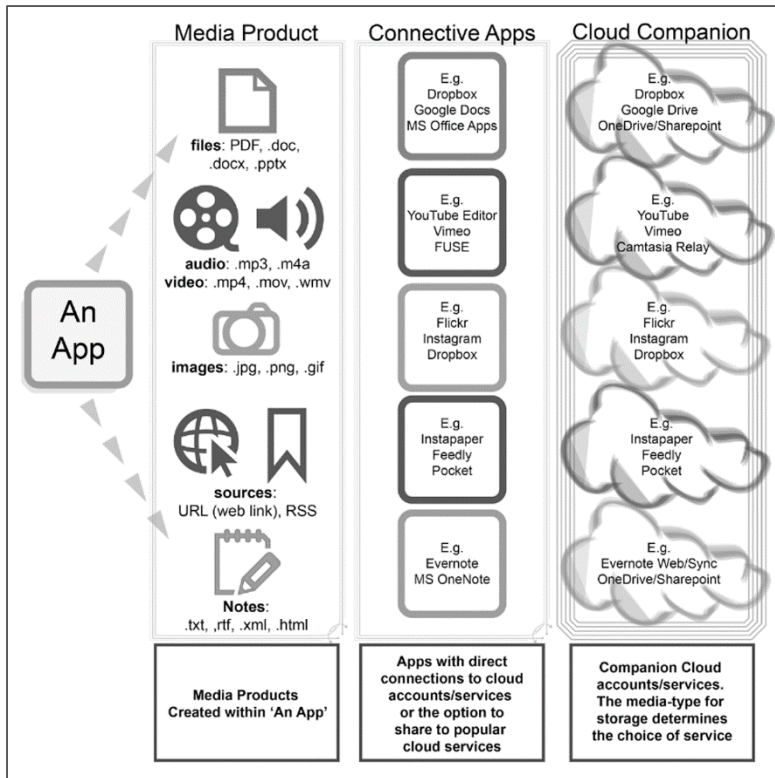 Media Product
Connective Apps
Cloud Companion
An
App
files: PDF, .doc,
.docx, .pptx
audio: .mp3, .m4a
video: .mp4, .mov, .wmv
images: .jpg, .png, .gif
sources:
URL (web link), RSS
Notes:
.txt, ,rtf, .xml, .html
E.g.
Dropbox
Google Docs
MS Office Apps
E.g.
YouTube Editor
Vimeo
FUSE
E.g.
Flickr
Instagram
Dropbox
E.g.
Instapaper
Feedly
Pocket
E.g.
Evernote
MS OneNote
E.g.
Dropbox
Google Drive
OneDrive/Sharepoint
E.g.
YouTube
Vimeo
Camtasia Relay
E.g.
Flickr
Instagram
Dropbox
E.g.
Instapaper
Feedly
Pocket
E.g.
Evernote Web/Sync
OneDrive/Sharepoint
Media Products
Created within ‘An App’
Apps with direct
connections to cloud
accounts/services
or the option to
share to popular
cloud services
Companion Cloud
accounts/services.
The media-type for
storage determines
the choice of service